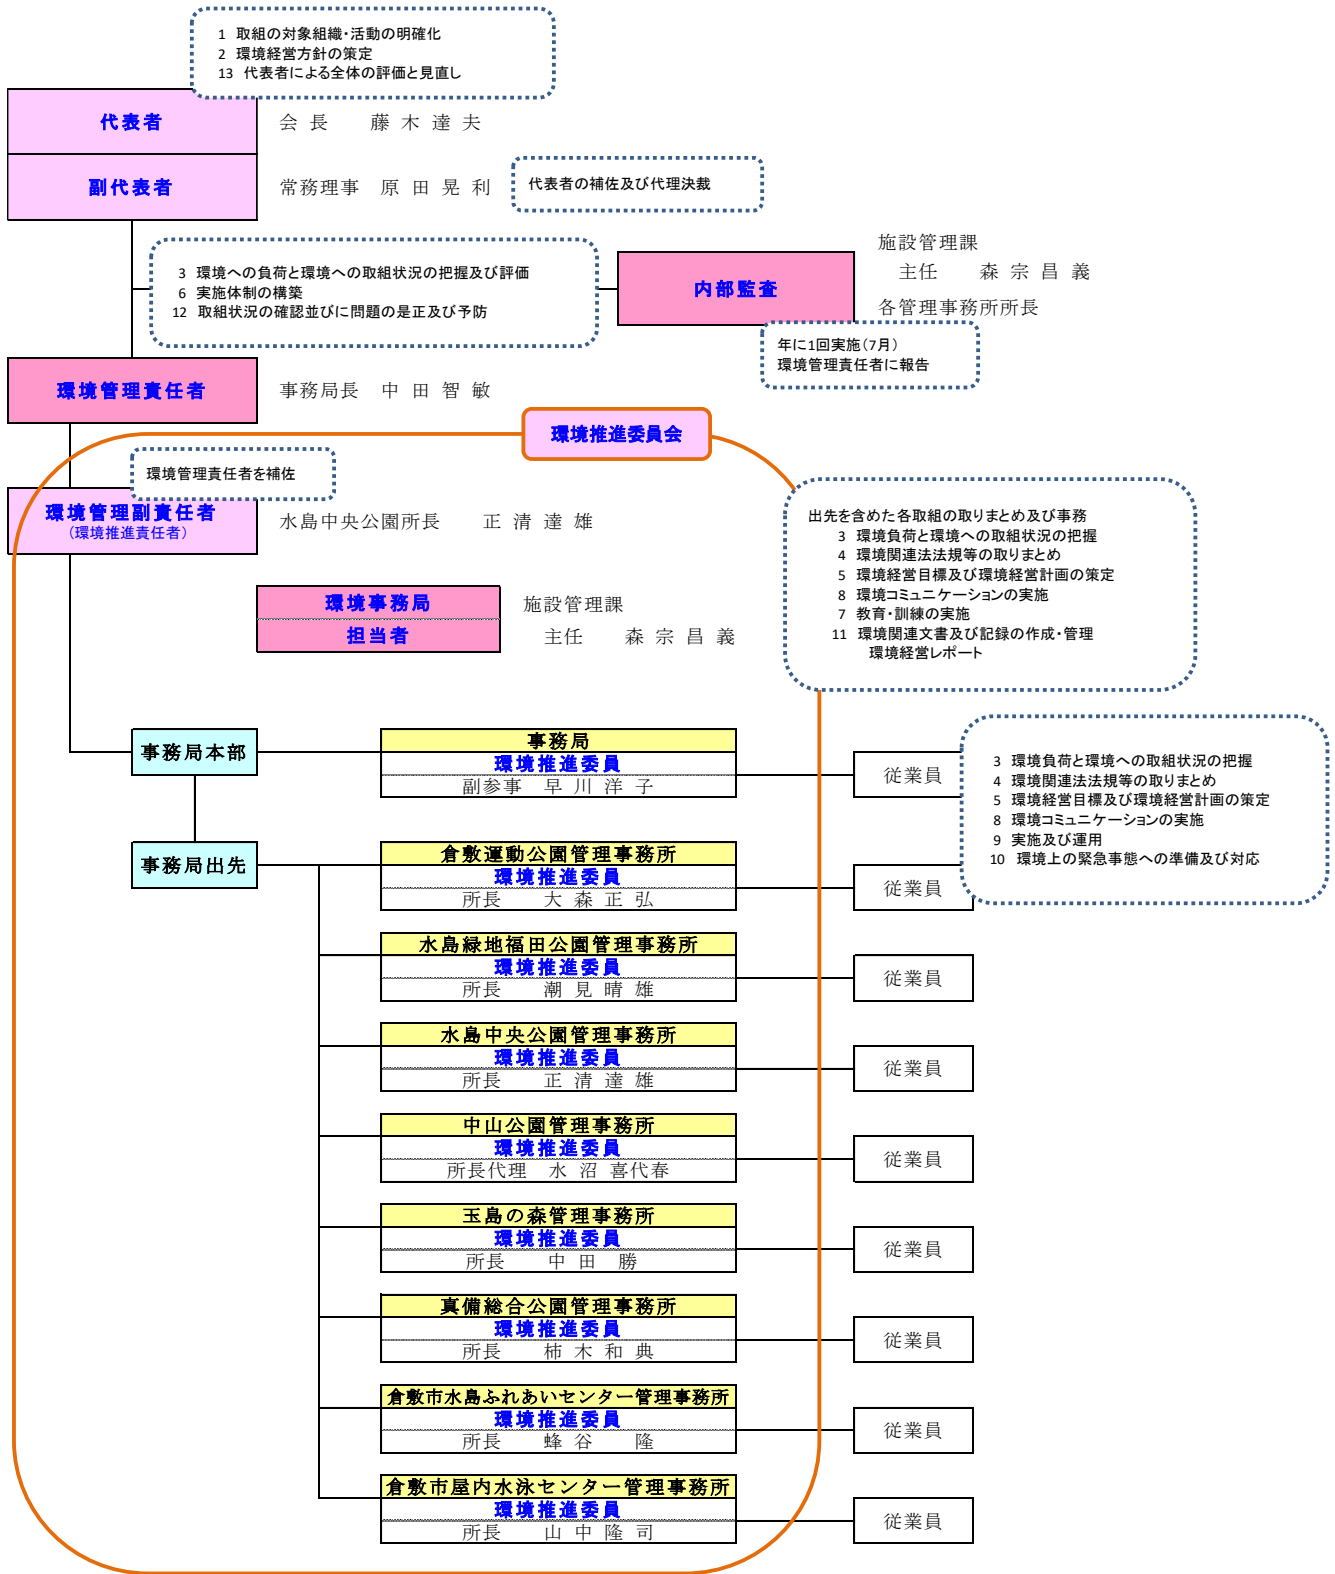 1 取組の対象組織・活動の明確化
2 環境経営方針の策定
13 代表者による全体の評価と見直し
代表者
会 長 藤 木 達 夫
副代表者
常務理事 原 田 晃 利
代表者の補佐及び代理決裁
3 環境への負荷と環境への取組状況の把握及び評価
6 実施体制の構築
12 取組状況の確認並びに問題の是正及び予防
内部監査
施設管理課
主任 森 宗 昌 義
各管理事務所所長
年に1回実施(7月)
環境管理責任者に報告
環境管理責任者
事務局長 中 田 智 敏
環境推進委員会
環境管理責任者を補佐
環境管理副責任者
(環境推進責任者)
水島中央公園所長 正 清 達 雄
出先を含めた各取組の取りまとめ及び事務
3 環境負荷と環境への取組状況の把握
4 環境関連法法規等の取りまとめ
5 環境経営目標及び環境経営計画の策定
8 環境コミュニケーションの実施
7 教育・訓練の実施
11 環境関連文書及び記録の作成・管理
環境経営レポート
環境事務局
担当者
施設管理課
主任 森 宗 昌 義
事務局本部
事務局
環境推進委員
副参事 早 川 洋 子
従業員
3 環境負荷と環境への取組状況の把握
4 環境関連法法規等の取りまとめ
5 環境経営目標及び環境経営計画の策定
8 環境コミュニケーションの実施
9 実施及び運用
10 環境上の緊急事態への準備及び対応
事務局出先
倉敷運動公園管理事務所
環境推進委員
所長 大 森 正 弘
従業員
水島緑地福田公園管理事務所
環境推進委員
所長 潮 見 晴 雄
従業員
水島中央公園管理事務所
環境推進委員
所長 正 清 達 雄
従業員
中山公園管理事務所
環境推進委員
所長代理 水 沼 喜代春
従業員
玉島の森管理事務所
環境推進委員
所長 中 田 勝
従業員
真備総合公園管理事務所
環境推進委員
所長 柿 木 和 典
従業員
倉敷市水島ふれあいセンター管理事務所
環境推進委員
所長 蜂 谷 隆
従業員
倉敷市屋内水泳センター管理事務所
環境推進委員
所長 山 中 隆 司
従業員